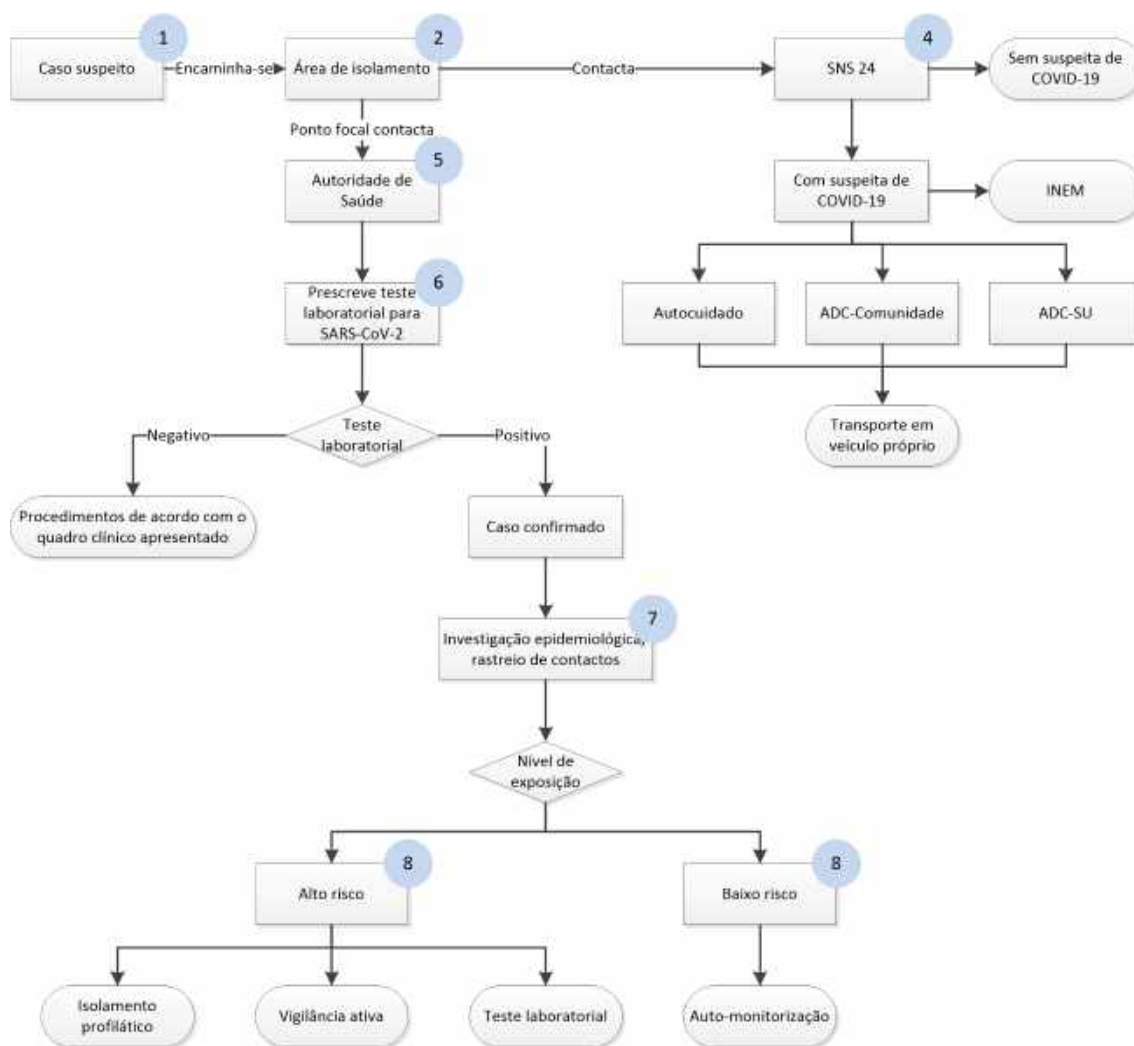 1
Caso suspeito
Encaminha-se
2
Área de isolamento
Contacta
4
SNS 24
Sem suspeita de
COVID-19
Ponto focal contacta
5
Autoridade de
Saúde
Com suspeita de
COVID-19
INEM
6
Prescreve teste
laboratorial para
SARS-CoV-2
Autocuidado
ADC-Comunidade
ADC-SU
Negativo
Teste
laboratorial
Positivo
Transporte em
veículo próprio
Procedimentos de acordo com o
quadro clínico apresentado
Caso confirmado
7
Investigação epidemiológica,
rastreio de contactos
Nível de
exposição
8
Alto risco
8
Baixo risco
Isolamento
profilático
Vigilância ativa
Teste laboratorial
Auto-monitorização